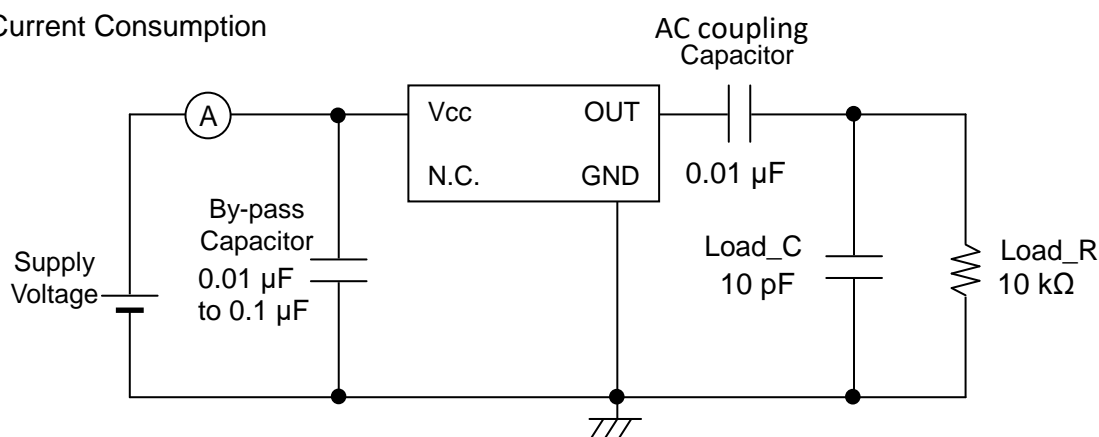 Current Consumption
AC coupling
Capacitor
A
Vcc
OUT
N.C.
GND
0.01 µF
By-pass
Capacitor
0.01 µF
to 0.1 µF
Supply
Voltage
Load_C
10 pF
Load_R
10 kΩ